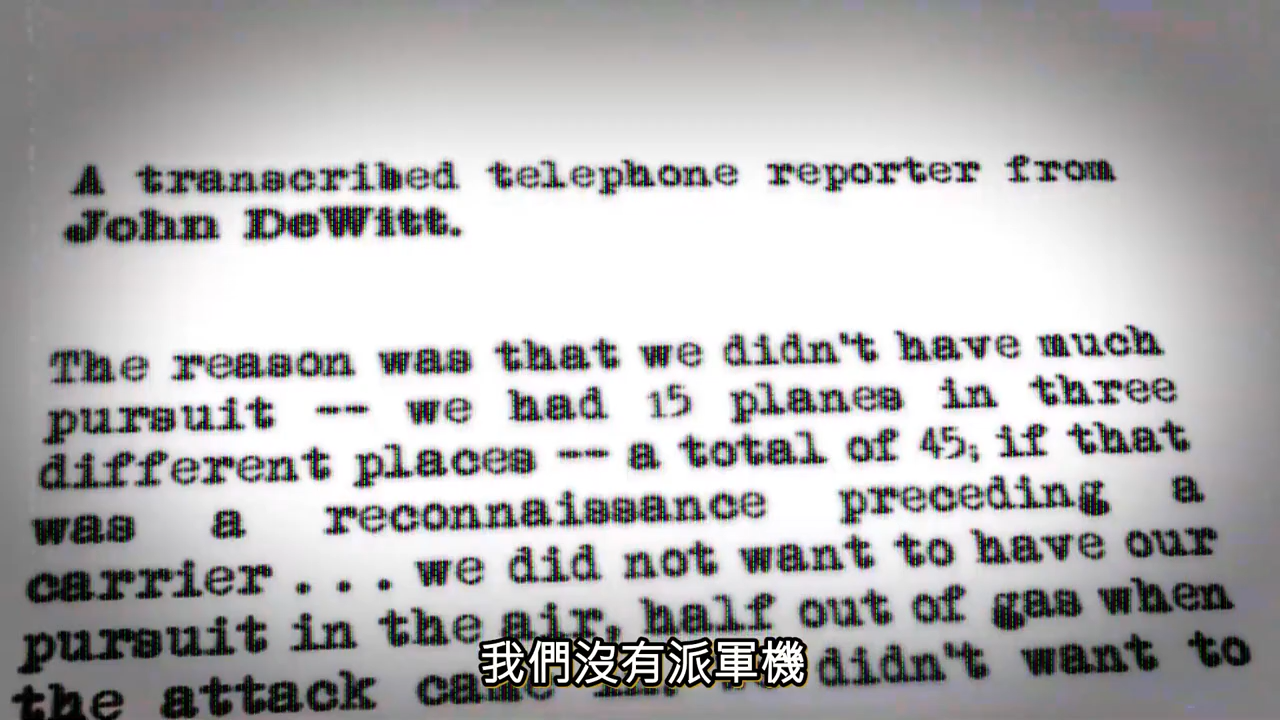 A transcribed telephone reporter from
John DeWitt.
The reason was that we didn't have much
pursuit -- we had 15 planes in three
different places -- a total of 45; if that
was a reconnaissance preceding a
carrier . . . we did not want to have our
pursuit in the air, half out of gas when
the attack came didn't want to
我們沒有派軍機